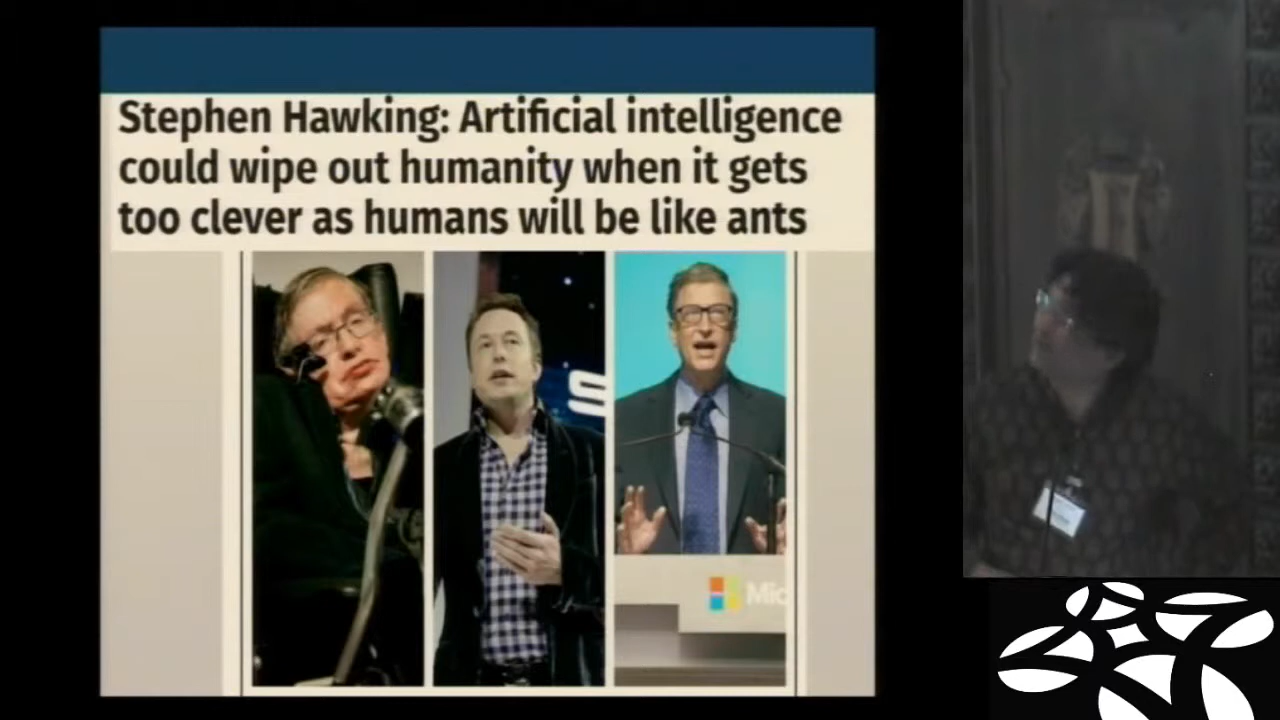 Stephen Hawking: Artificial intelligence
could wipe out humanity when it gets
too clever as humans will be like ants
S
Mic